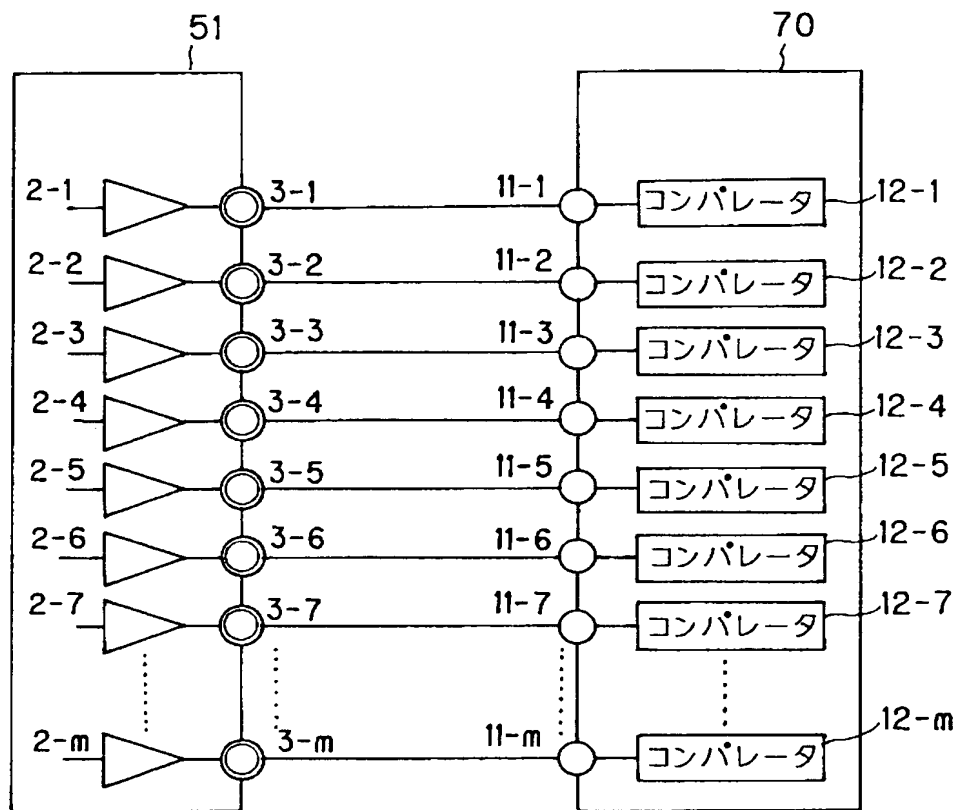 51 70
2-1 3-1 11-1 コンパレータ 12-1
2-2 3-2 11-2 コンパレータ 12-2
2-3 3-3 11-3 コンパレータ 12-3
2-4 3-4 11-4 コンパレータ 12-4
2-5 3-5 11-5 コンパレータ 12-5
2-6 3-6 11-6 コンパレータ 12-6
2-7 3-7 11-7 コンパレータ 12-7
2-m 3-m 11-m コンパレータ 12-m